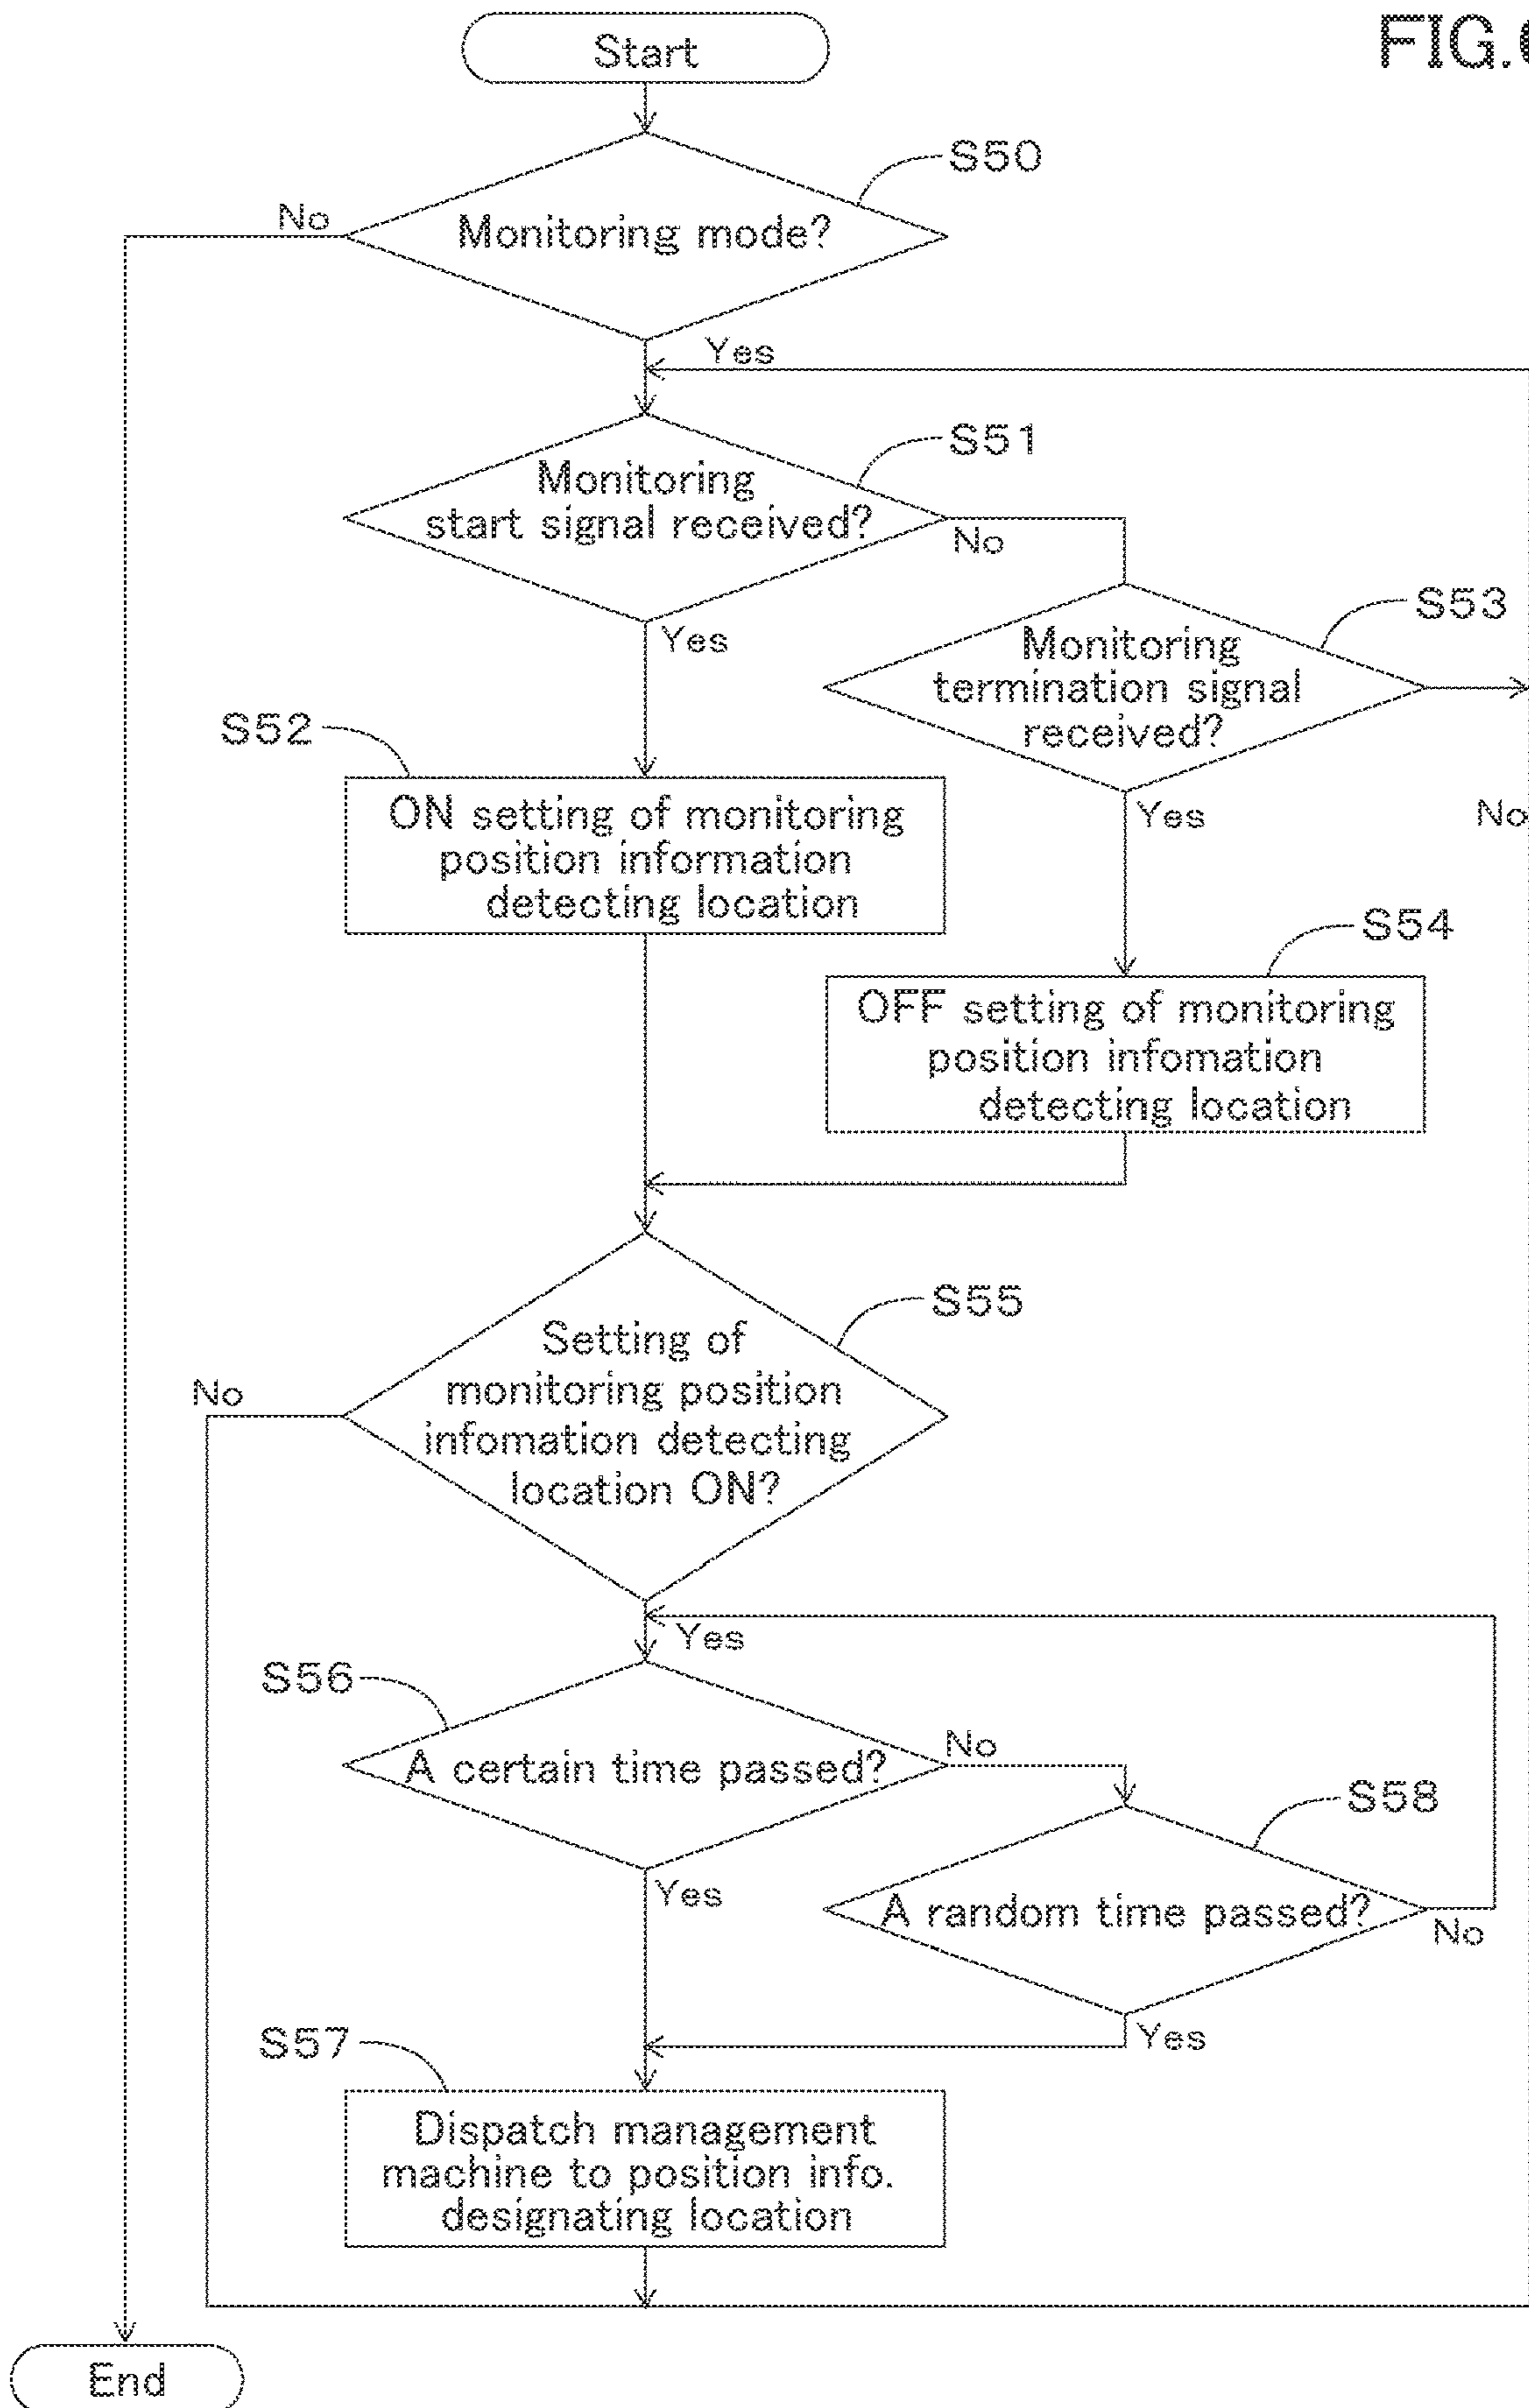 FIG.6
Start
S50
No
Monitoring mode?
Yes
S51
Monitoring
start signal received?
No
S53
Yes
Monitoring
termination signal
received?
S52
Yes
No
ON setting of monitoring
position information
detecting location
S54
OFF setting of monitoring
position infomation
detecting location
S55
Setting of
monitoring position
infomation detecting
location ON?
No
Yes
S56
No
A certain time passed?
S58
Yes
A random time passed?
No
S57
Yes
Dispatch management
machine to position info.
designating location
End